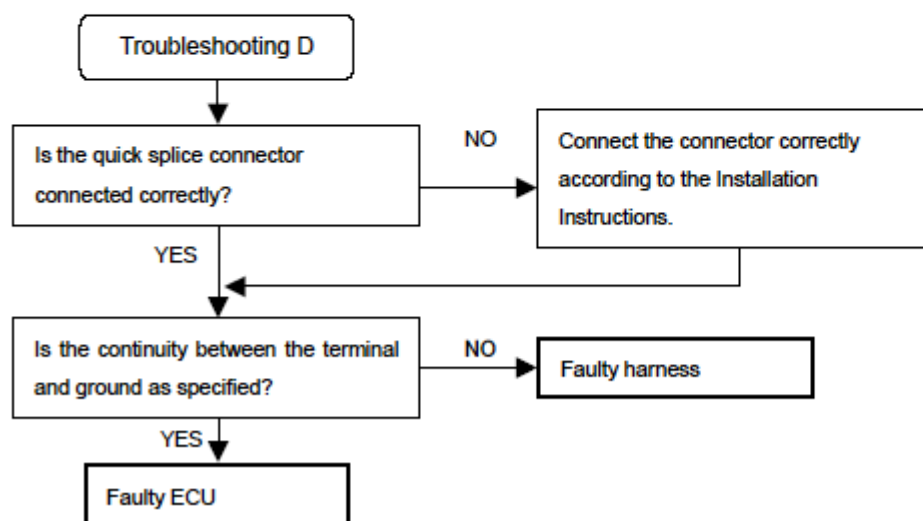 Troubleshooting D
Is the quick splice connector
connected correctly?
NO
Connect the connector correctly
according to the Installation
Instructions.
YES
Is the continuity between the terminal
and ground as specified?
NO
Faulty harness
YES
Faulty ECU